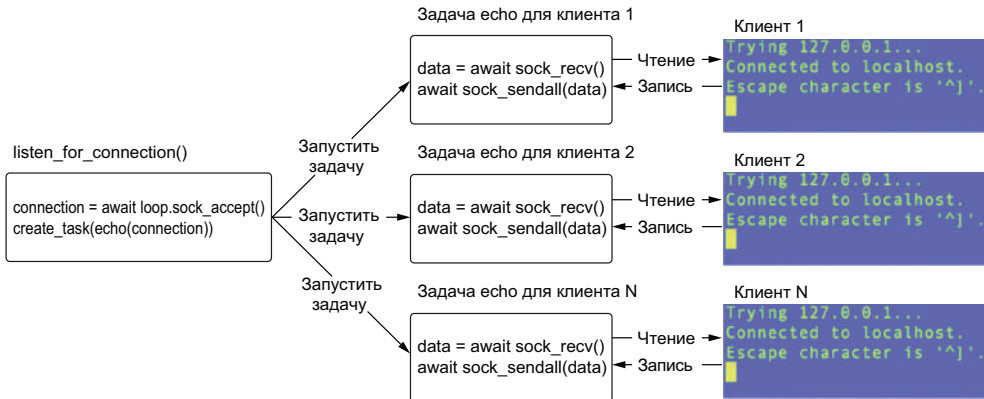 listen_for_connection()
connection = await loop.sock_accept()
create_task(echo(connection))
Запустить
задачу
Запустить
задачу
Запустить
задачу
Задача echo для клиента 1
data = await sock_recv()
await sock_sendall(data)
Чтение
Запись
Клиент 1
Trying 127.0.0.1...
Connected to localhost.
Escape character is '^]'.
Задача echo для клиента 2
data = await sock_recv()
await sock_sendall(data)
Чтение
Запись
Клиент 2
Trying 127.0.0.1...
Connected to localhost.
Escape character is '^]'.
Задача echo для клиента N
data = await sock_recv()
await sock_sendall(data)
Чтение
Запись
Клиент N
Trying 127.0.0.1...
Connected to localhost.
Escape character is '^]'.